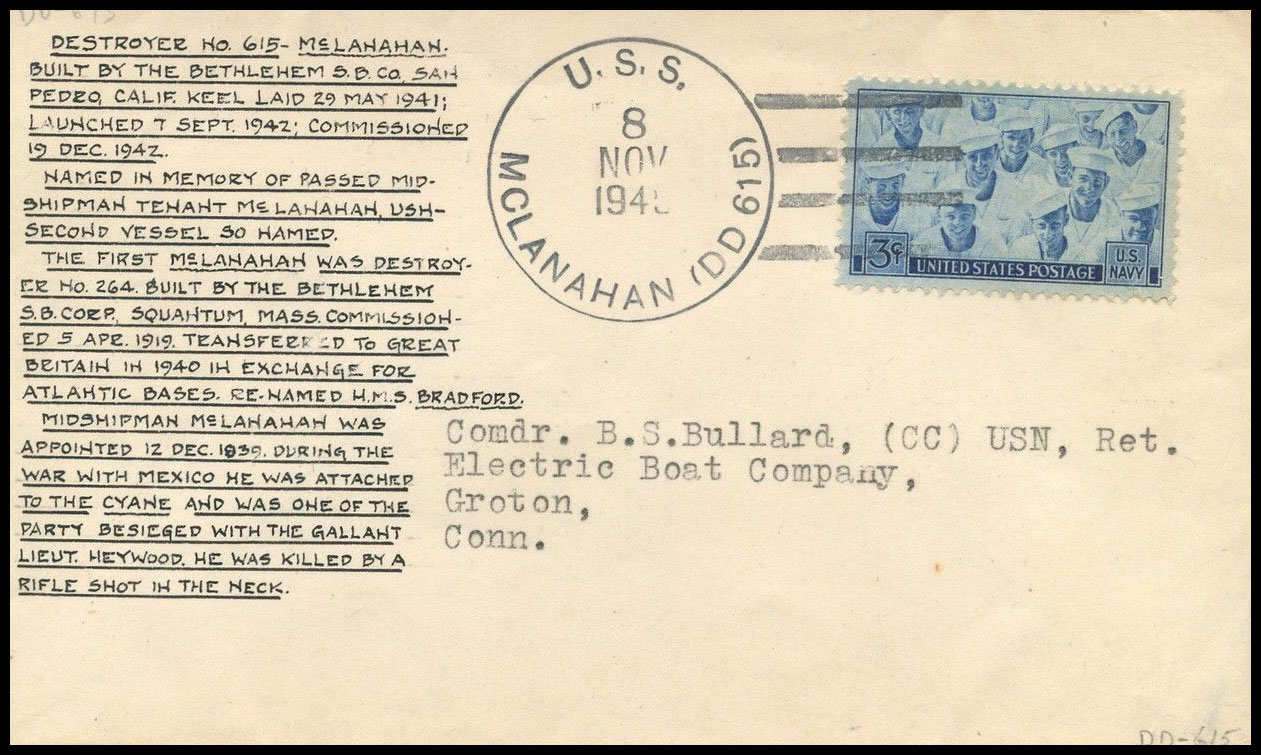 DD-615
DESTROYER NO. 615- McLANAHAN.
BUILT BY THE BETHLEHEM S.B. CO, SAN
PEDRO, CALIF. KEEL LAID 29 MAY 1941;
LAUNCHED 7 SEPT. 1942; COMMISSIONED
19 DEC. 1942.
NAMED IN MEMORY OF PASSED MID-
SHIPMAN TENANT McLANAHAN, USN-
SECOND VESSEL SO NAMED.
THE FIRST McLANAHAN WAS DESTROY-
ER NO. 264. BUILT BY THE BETHLEHEM
S.B. CORP., SQUANTUM, MASS. COMMISSION-
ED 5 APR. 1919. TRANSFERRED TO GREAT
BRITAIN IN 1940 IN EXCHANGE FOR
ATLANTIC BASES. RE-NAMED H.M.S. BRADFORD.
MIDSHIPMAN McLANAHAN WAS
APPOINTED 12 DEC. 1839. DURING THE
WAR WITH MEXICO HE WAS ATTACHED
TO THE CYANE AND WAS ONE OF THE
PARTY BESIEGED WITH THE GALLANT
LIEUT. HEYWOOD. HE WAS KILLED BY A
RIFLE SHOT IN THE NECK.
U.S.S.
8
NOV
1945
MCLANAHAN (DD 615)
3¢
UNITED STATES POSTAGE
U.S.
NAVY
Comdr. B.S.Bullard, (CC) USN, Ret.
Electric Boat Company,
Groton,
Conn.
DD-615